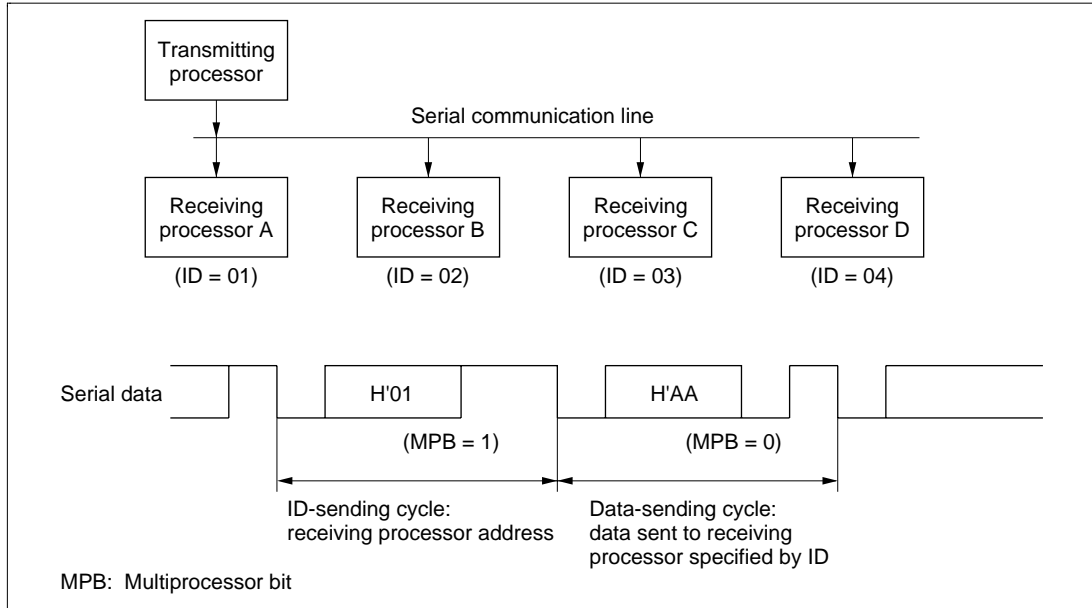 Transmitting
processor
Serial communication line
Receiving
processor A
Receiving
processor B
Receiving
processor C
Receiving
processor D
(ID = 01)
(ID = 02)
(ID = 03)
(ID = 04)
Serial data
H'01
H'AA
(MPB = 1)
(MPB = 0)
ID-sending cycle:
receiving processor address
Data-sending cycle:
data sent to receiving
processor specified by ID
MPB: Multiprocessor bit